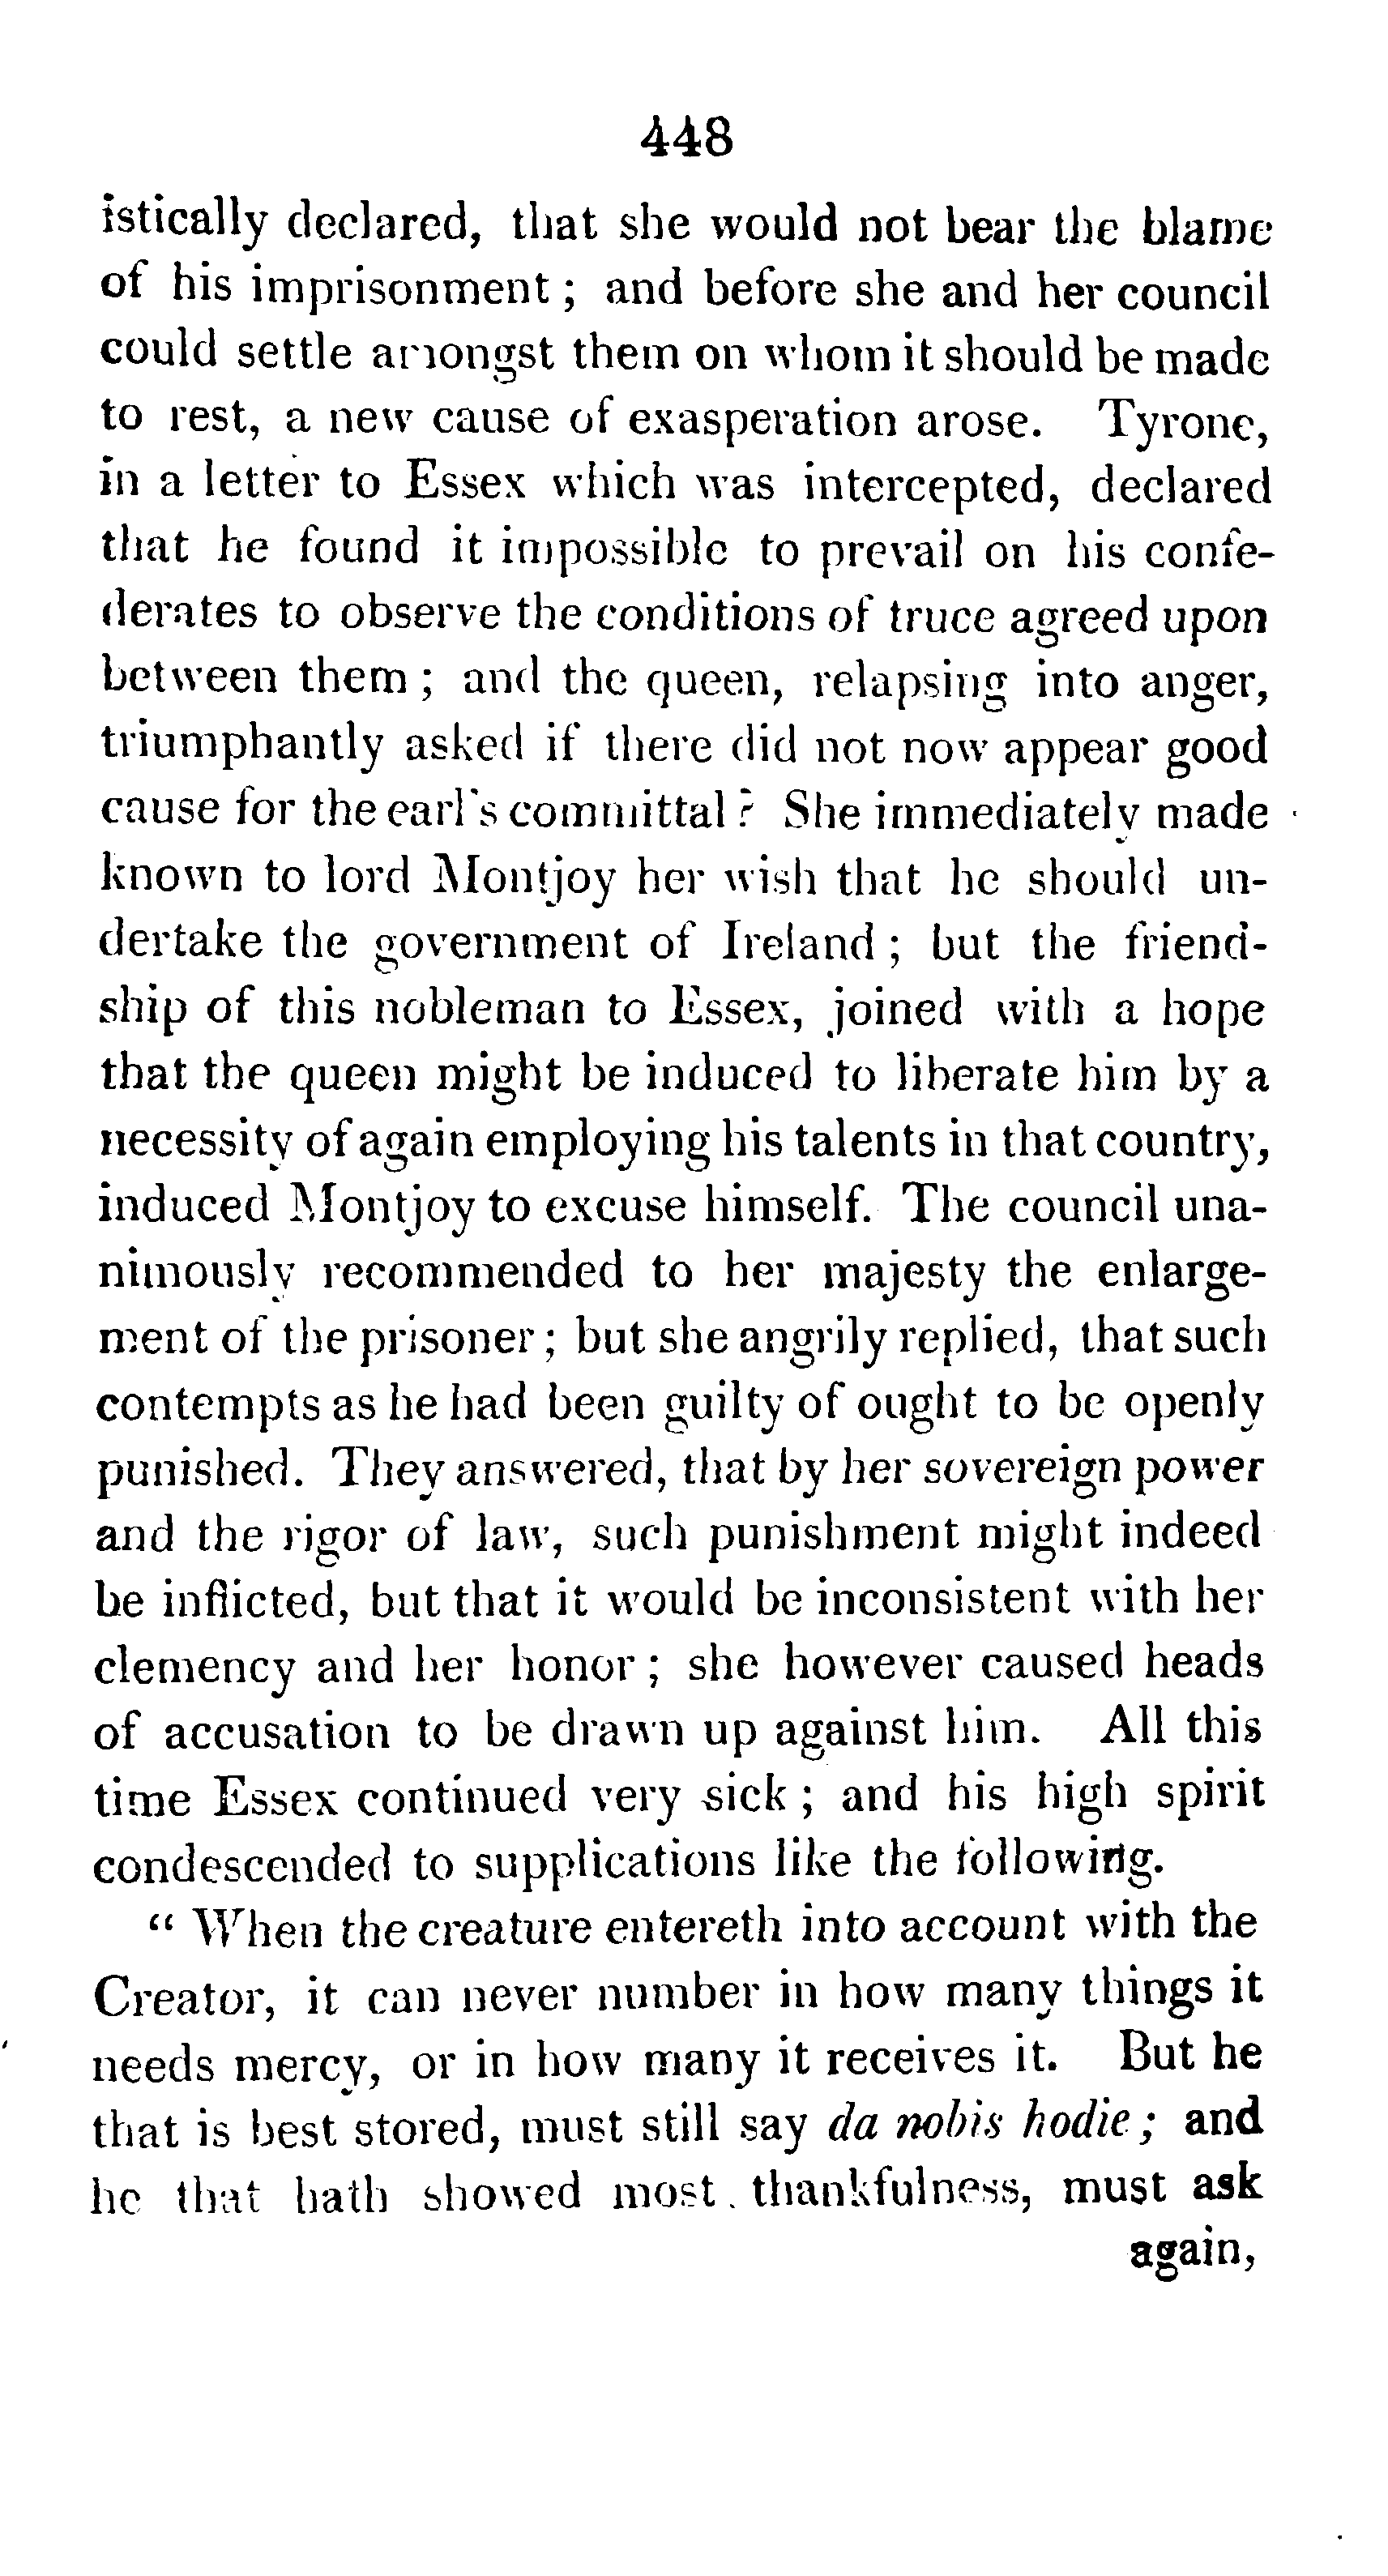 448
istically declared, that she would not bear the blame
of his imprisonment ; and before she and her council
could settle amongst them on whom it should be made
to rest, a new cause of exasperation arose. Tyrone,
in a letter to Essex which was intercepted, declared
that he found it impossible to prevail on his confe-
derates to observe the conditions of truce agreed upon
between them ; and the queen, relapsing into anger,
triumphantly asked if there did not now appear good
cause for the earl's committal ? She immediately made
known to lord Montjoy her wish that he should un-
dertake the government of Ireland ; but the friend-
ship of this nobleman to Essex, joined with a hope
that the queen might be induced to liberate him by a
necessity of again employing his talents in that country,
induced Montjoy to excuse himself. The council una-
nimously recommended to her majesty the enlarge-
ment of the prisoner ; but she angrily replied, that such
contempts as he had been guilty of ought to be openly
punished. They answered, that by her sovereign power
and the rigor of law, such punishment might indeed
be inflicted, but that it would be inconsistent with her
clemency and her honor ; she however caused heads
of accusation to be drawn up against him. All this
time Essex continued very sick ; and his high spirit
condescended to supplications like the following.
" When the creature entereth into account with the
Creator, it can never number in how many things it
needs mercy, or in how many it receives it. But he
that is best stored, must still say da nobis hodie ; and
he that hath showed most thankfulness, must ask
again,